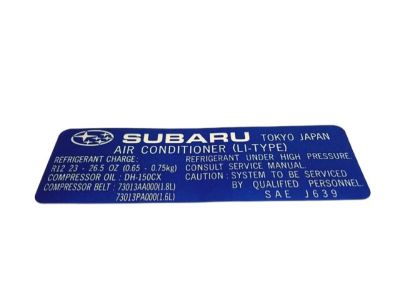 SUBARU TOKYO JAPAN
AIR CONDITIONER (LI-TYPE)
REFRIGERANT CHARGE:
R12 23 - 26.5 OZ (0.65 - 0.75kg)
COMPRESSOR OIL : DH-150CX
COMPRESSOR BELT : 73013AA000(1.8L)
73013PA000(1.6L)
REFRIGERANT UNDER HIGH PRESSURE.
CONSULT SERVICE MANUAL.
CAUTION : SYSTEM TO BE SERVICED
BY QUALIFIED PERSONNEL.
SAE J639